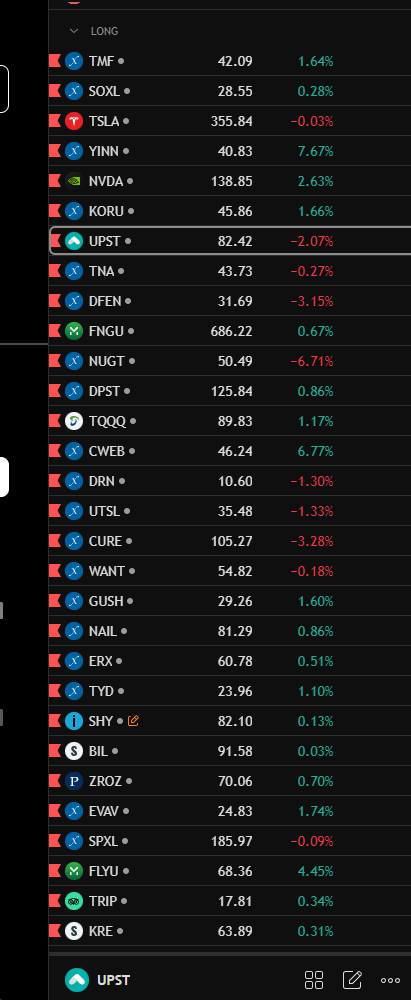 LONG
TMF 42.09 1.64%
SOXL 28.55 0.28%
TSLA 355.84 −0.03%
YINN 40.83 7.67%
NVDA 138.85 2.63%
KORU 45.86 1.66%
UPST 82.42 −2.07%
TNA 43.73 −0.27%
DFEN 31.69 −3.15%
FNGU 686.22 0.67%
NUGT 50.49 −6.71%
DPST 125.84 0.86%
TQQQ 89.83 1.17%
CWEB 46.24 6.77%
DRN 10.60 −1.30%
UTSL 35.48 −1.33%
CURE 105.27 −3.28%
WANT 54.82 −0.18%
GUSH 29.26 1.60%
NAIL 81.29 0.86%
ERX 60.78 0.51%
TYD 23.96 1.10%
SHY 82.10 0.13%
BIL 91.58 0.03%
ZROZ 70.06 0.70%
EVAV 24.83 1.74%
SPXL 185.97 −0.09%
FLYU 68.36 4.45%
TRIP 17.81 0.34%
KRE 63.89 0.31%
UPST